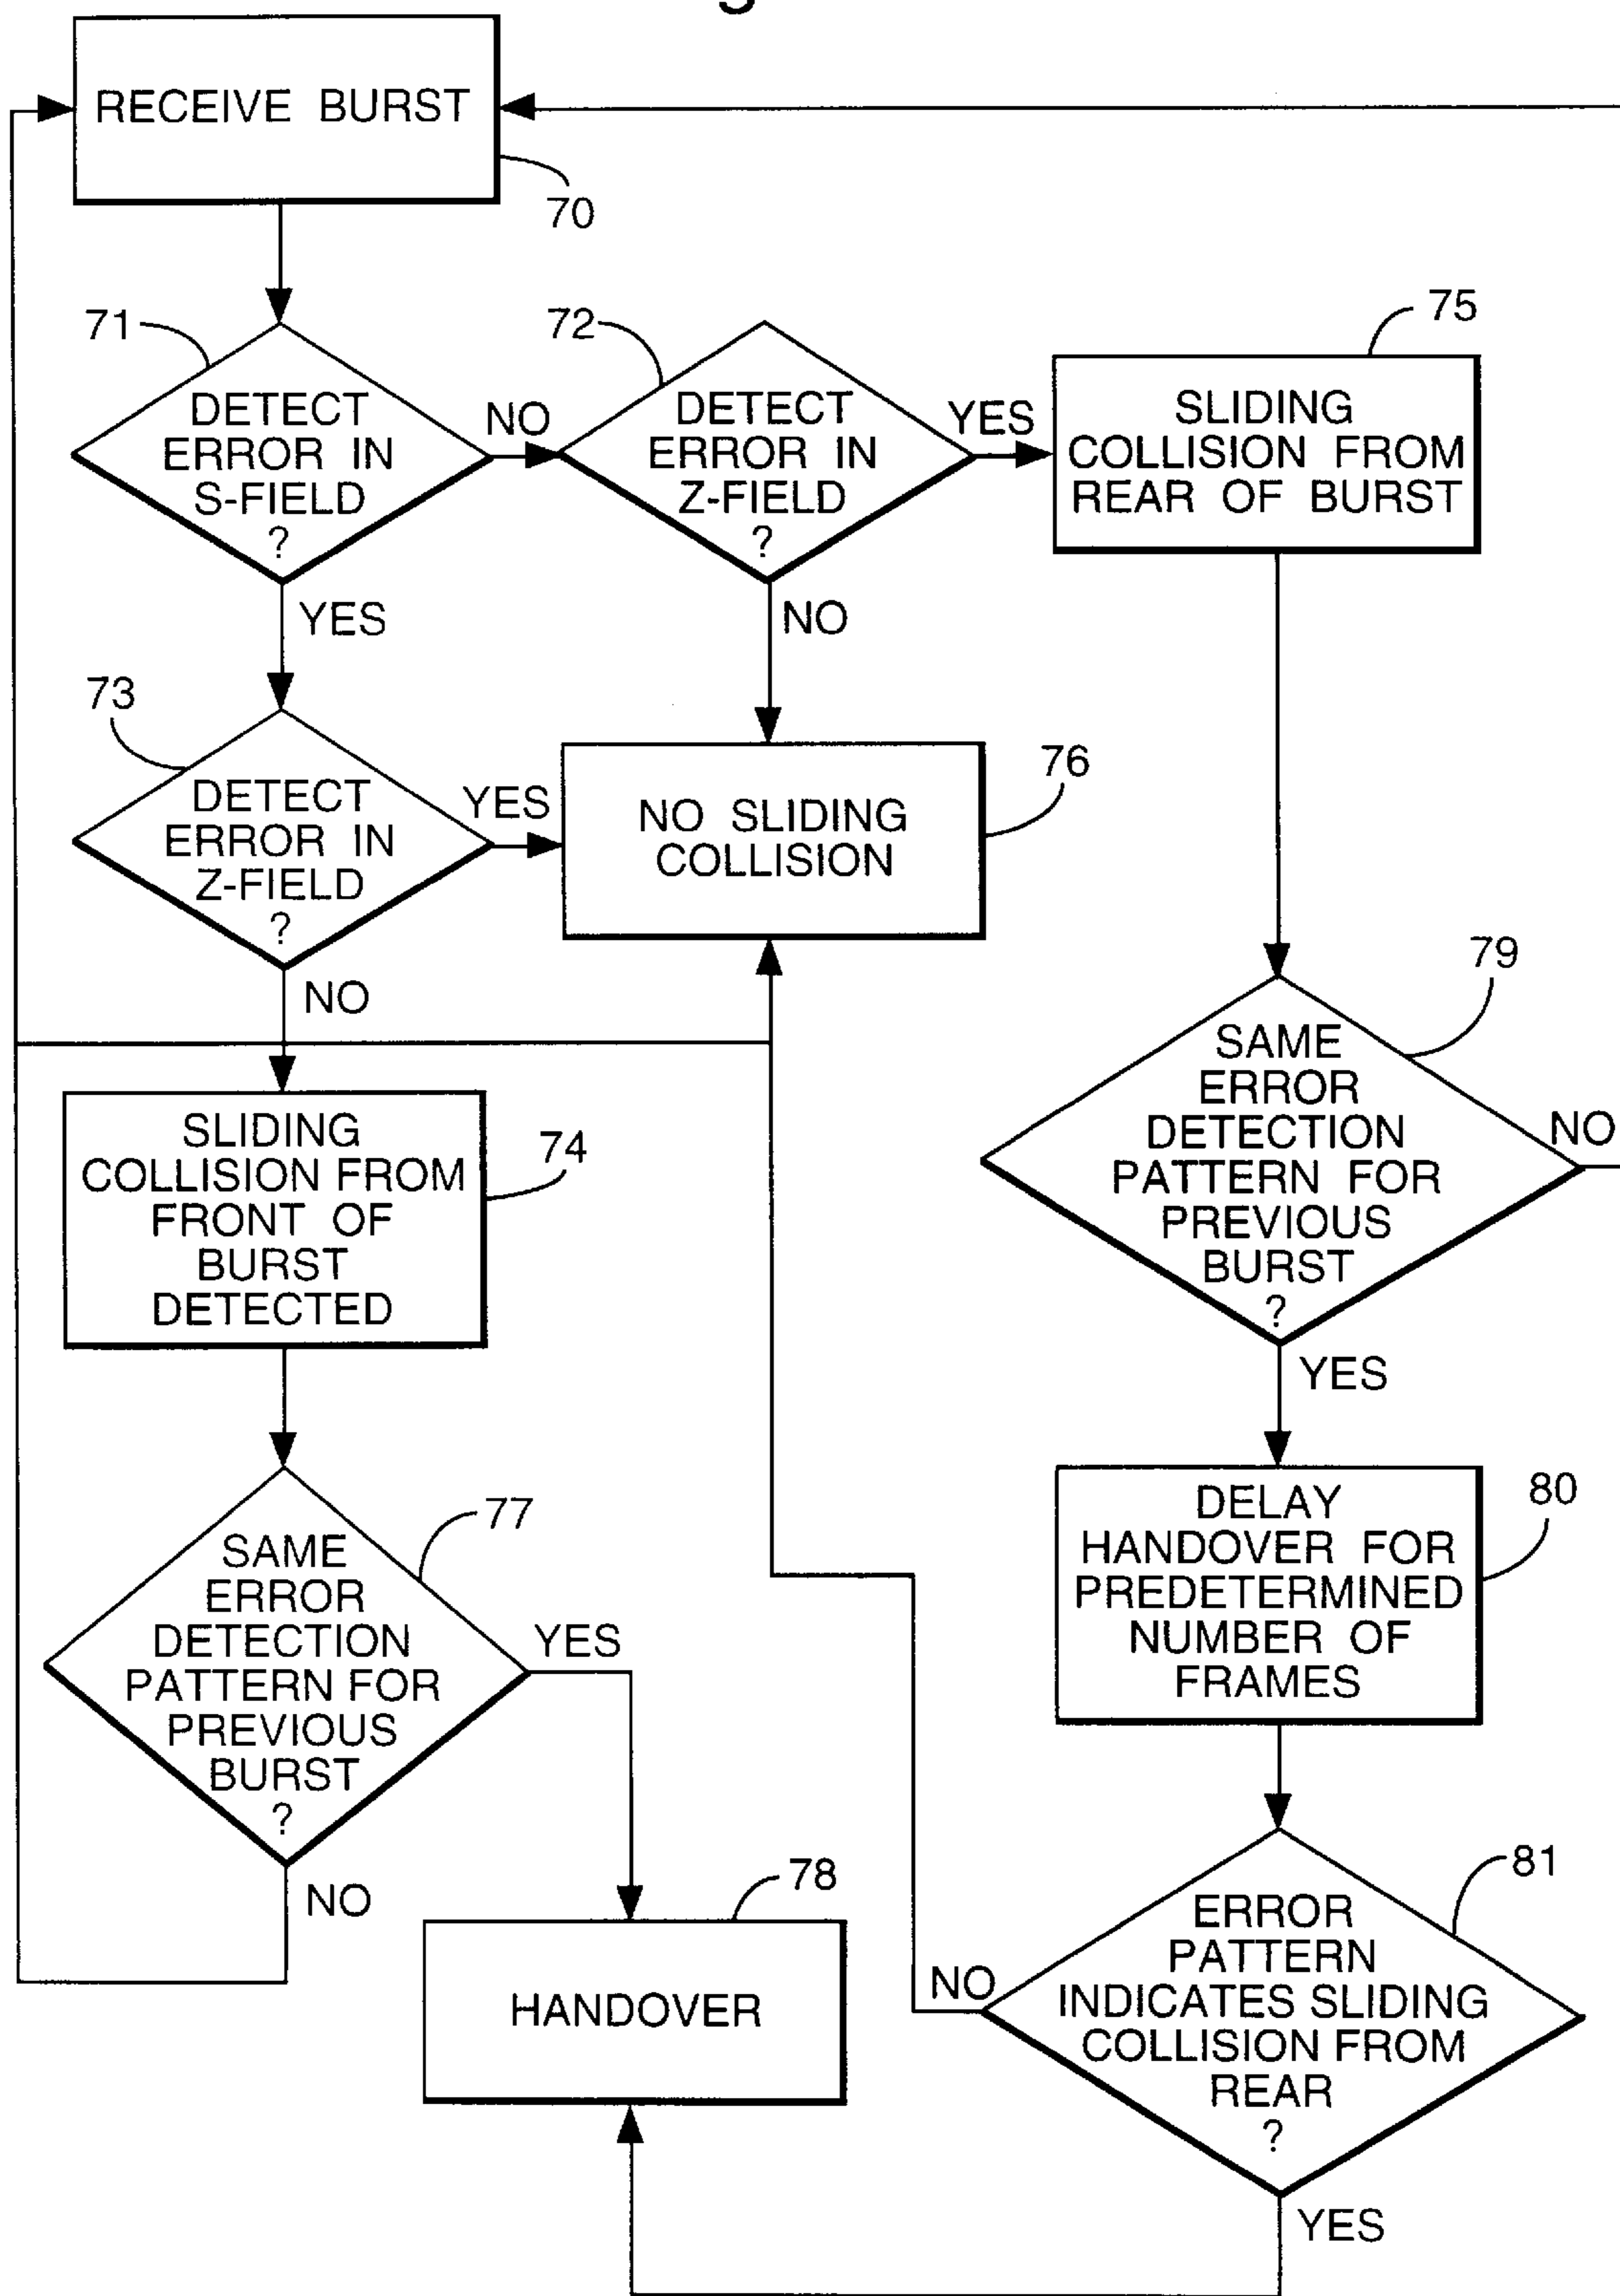 RECEIVE BURST
70
71
DETECT
ERROR IN
S-FIELD
?
NO
YES
72
DETECT
ERROR IN
Z-FIELD
?
YES
NO
75
SLIDING
COLLISION FROM
REAR OF BURST
73
DETECT
ERROR IN
Z-FIELD
?
YES
NO
76
NO SLIDING
COLLISION
74
SLIDING
COLLISION FROM
FRONT OF
BURST
DETECTED
79
SAME
ERROR
DETECTION
PATTERN FOR
PREVIOUS
BURST
?
NO
YES
77
SAME
ERROR
DETECTION
PATTERN FOR
PREVIOUS
BURST
?
YES
NO
80
DELAY
HANDOVER FOR
PREDETERMINED
NUMBER OF
FRAMES
78
HANDOVER
81
ERROR
PATTERN
INDICATES SLIDING
COLLISION FROM
REAR
?
NO
YES